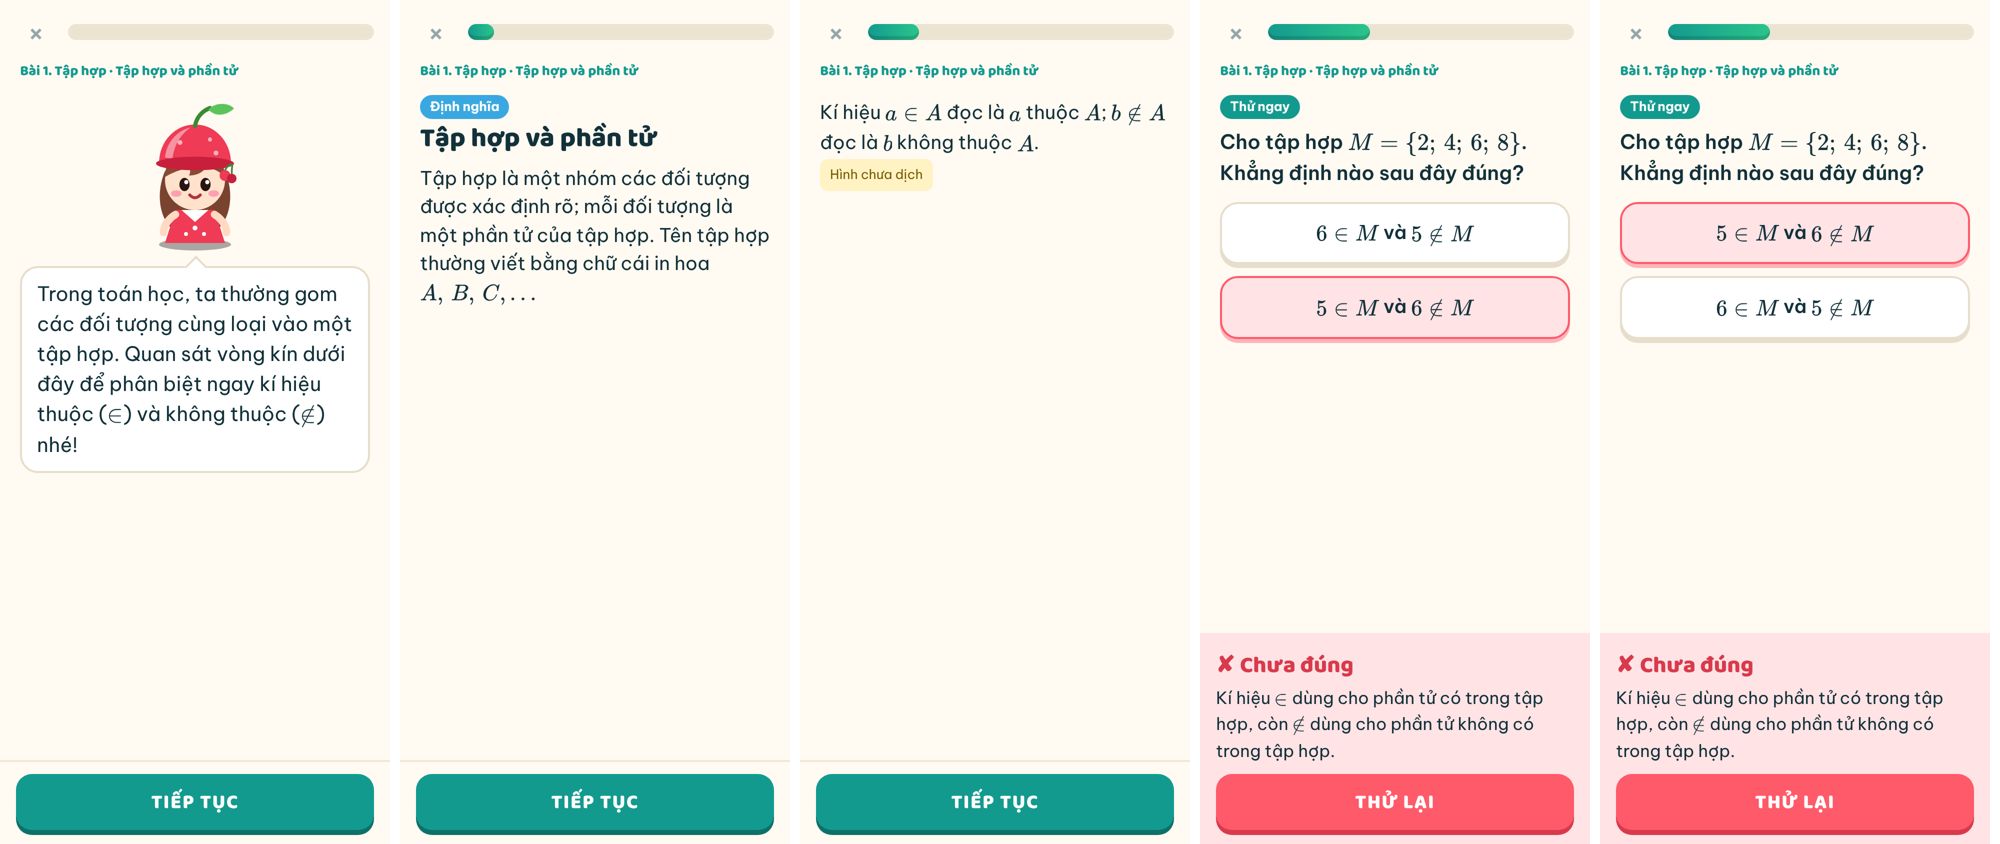 ×
Bài 1. Tập hợp · Tập hợp và phần tử
Trong toán học, ta thường gom
các đối tượng cùng loại vào một
tập hợp. Quan sát vòng kín dưới
đây để phân biệt ngay kí hiệu
thuộc (∈) và không thuộc (∉)
nhé!
TIẾP TỤC
×
Bài 1. Tập hợp · Tập hợp và phần tử
Định nghĩa
Tập hợp và phần tử
Tập hợp là một nhóm các đối tượng
được xác định rõ; mỗi đối tượng là
một phần tử của tập hợp. Tên tập hợp
thường viết bằng chữ cái in hoa
A, B, C, ...
TIẾP TỤC
×
Bài 1. Tập hợp · Tập hợp và phần tử
Kí hiệu a ∈ A đọc là a thuộc A; b ∉ A
đọc là b không thuộc A.
Hình chưa dịch
TIẾP TỤC
×
Bài 1. Tập hợp · Tập hợp và phần tử
Thử ngay
Cho tập hợp M = {2; 4; 6; 8}.
Khẳng định nào sau đây đúng?
6 ∈ M và 5 ∉ M
5 ∈ M và 6 ∉ M
✘ Chưa đúng
Kí hiệu ∈ dùng cho phần tử có trong tập
hợp, còn ∉ dùng cho phần tử không có
trong tập hợp.
THỬ LẠI
×
Bài 1. Tập hợp · Tập hợp và phần tử
Thử ngay
Cho tập hợp M = {2; 4; 6; 8}.
Khẳng định nào sau đây đúng?
5 ∈ M và 6 ∉ M
6 ∈ M và 5 ∉ M
✘ Chưa đúng
Kí hiệu ∈ dùng cho phần tử có trong tập
hợp, còn ∉ dùng cho phần tử không có
trong tập hợp.
THỬ LẠI